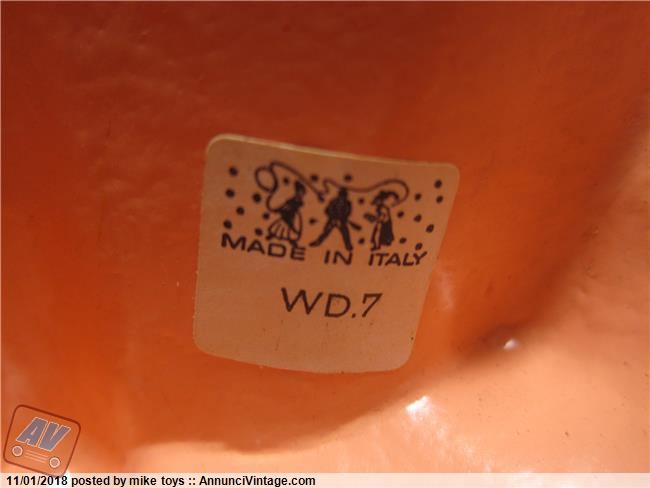 MADE IN ITALY
WD.7
AV
11/01/2018 posted by mike toys :: AnnunciVintage.com